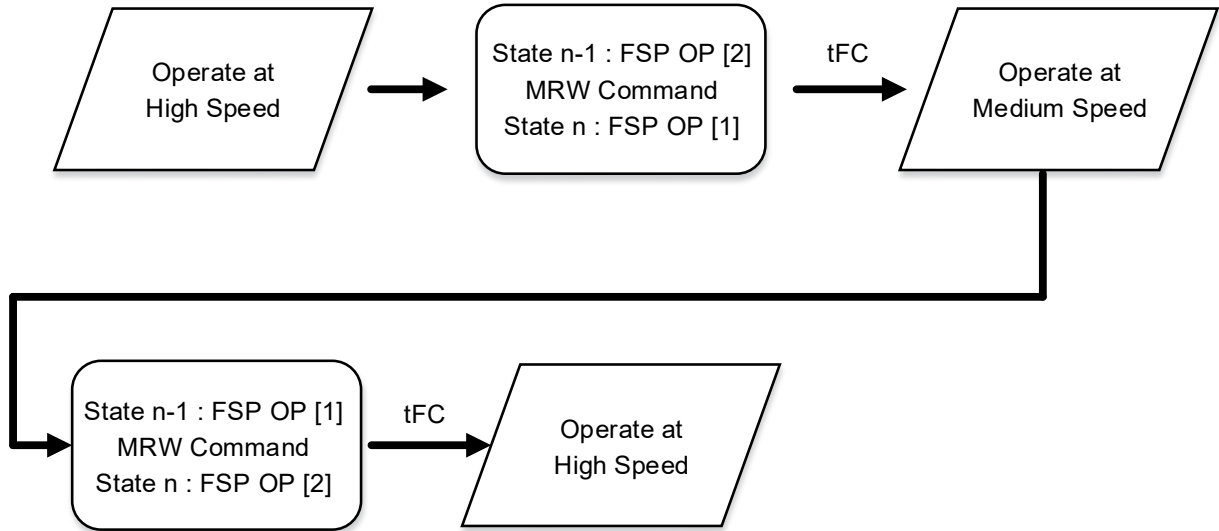 Operate at
High Speed
State n-1 : FSP OP [2]
MRW Command
State n : FSP OP [1]
tFC
Operate at
Medium Speed
State n-1 : FSP OP [1]
MRW Command
State n : FSP OP [2]
tFC
Operate at
High Speed